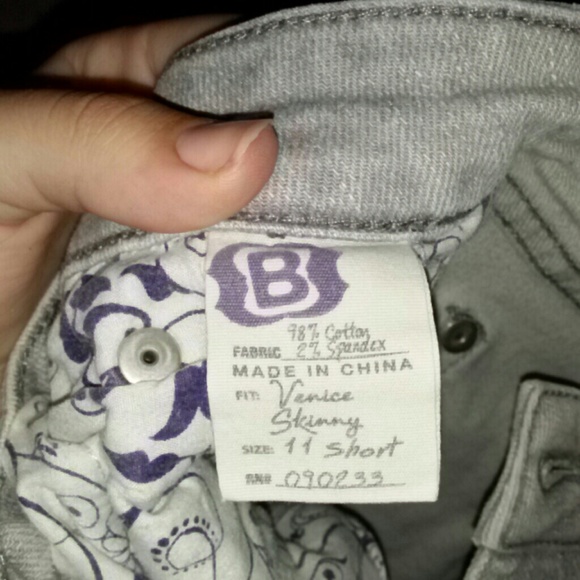 B
98% Cotton
FABRIC 2% Spandex
MADE IN CHINA
FIT: Venice
Skinny
SIZE: 11 short
RN# 090233